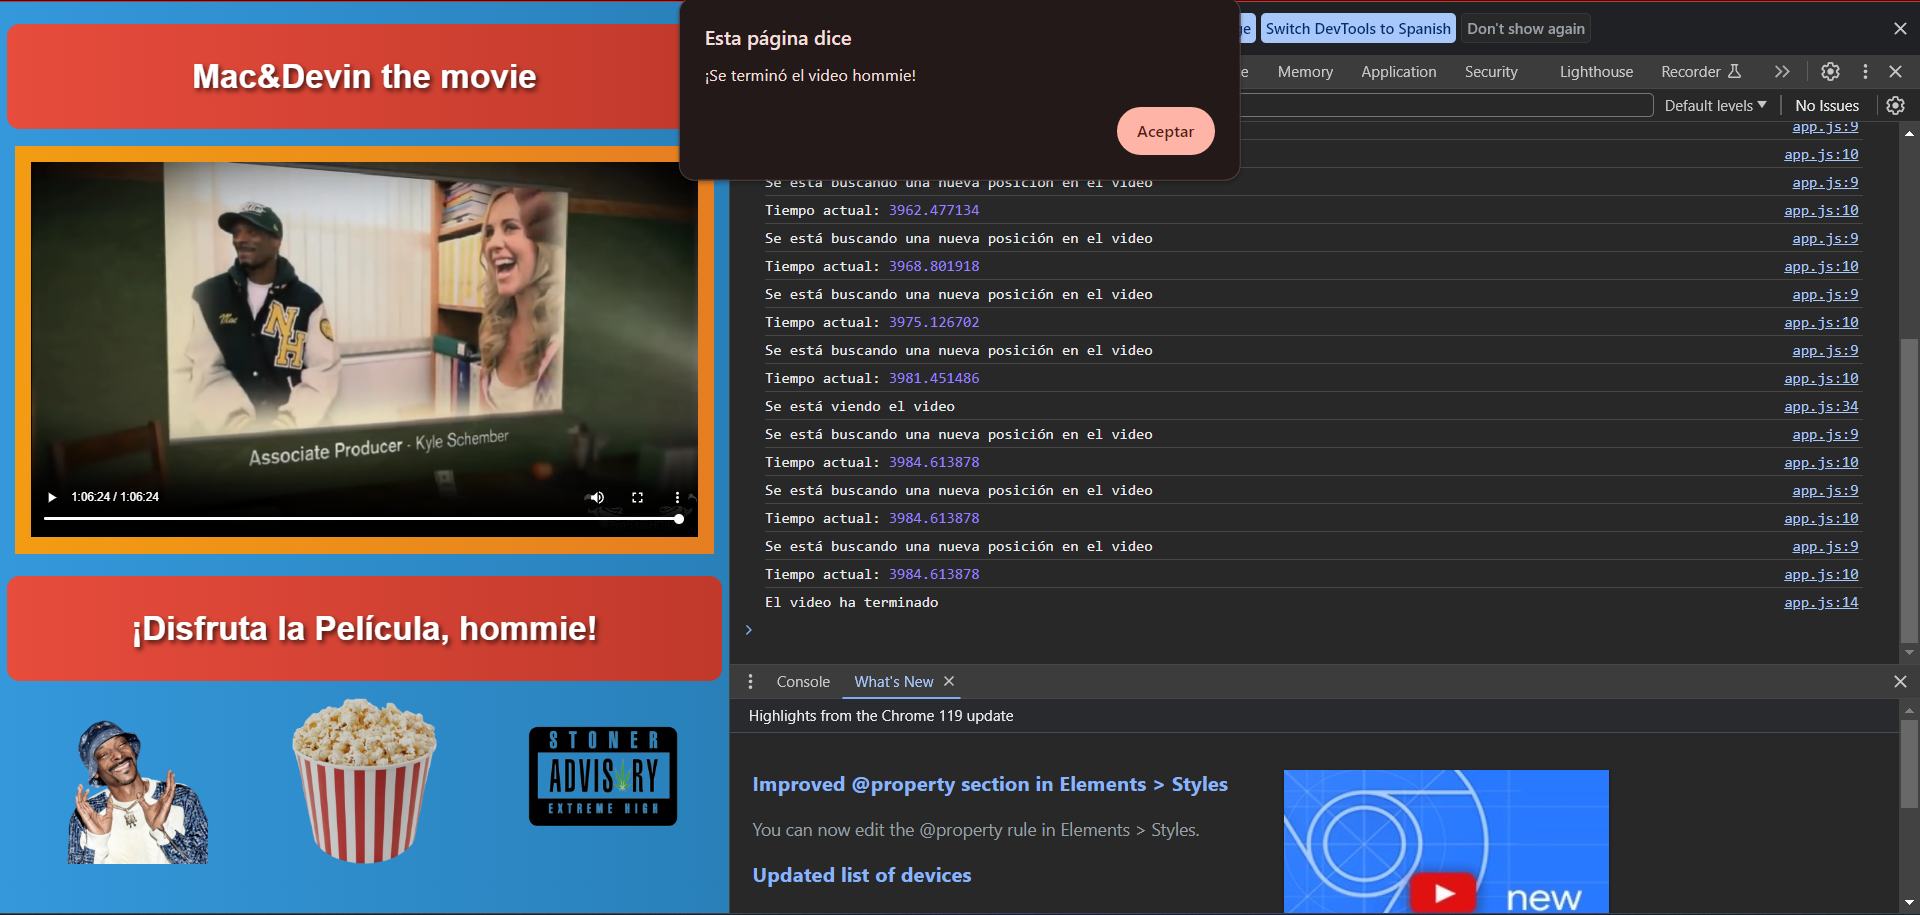 Mac&Devin the movie
Esta página dice
¡Se terminó el video hommie!
Aceptar
Switch DevTools to Spanish
Don't show again
Memory
Application
Security
Lighthouse
Recorder
Default levels
No Issues
app.js:9
app.js:10
Se está buscando una nueva posición en el video app.js:9
Tiempo actual: 3962.477134 app.js:10
Se está buscando una nueva posición en el video app.js:9
Tiempo actual: 3968.801918 app.js:10
Se está buscando una nueva posición en el video app.js:9
Tiempo actual: 3975.126702 app.js:10
Se está buscando una nueva posición en el video app.js:9
Tiempo actual: 3981.451486 app.js:10
Se está viendo el video app.js:34
Se está buscando una nueva posición en el video app.js:9
Tiempo actual: 3984.613878 app.js:10
Se está buscando una nueva posición en el video app.js:9
Tiempo actual: 3984.613878 app.js:10
Se está buscando una nueva posición en el video app.js:9
Tiempo actual: 3984.613878 app.js:10
El video ha terminado app.js:14
Mac
NH
Associate Producer - Kyle Schember
1:06:24 / 1:06:24
¡Disfruta la Película, hommie!
STONER
ADVISRY
EXTREME HIGH
Console
What's New
Highlights from the Chrome 119 update
Improved @property section in Elements > Styles
You can now edit the @property rule in Elements > Styles.
Updated list of devices
new